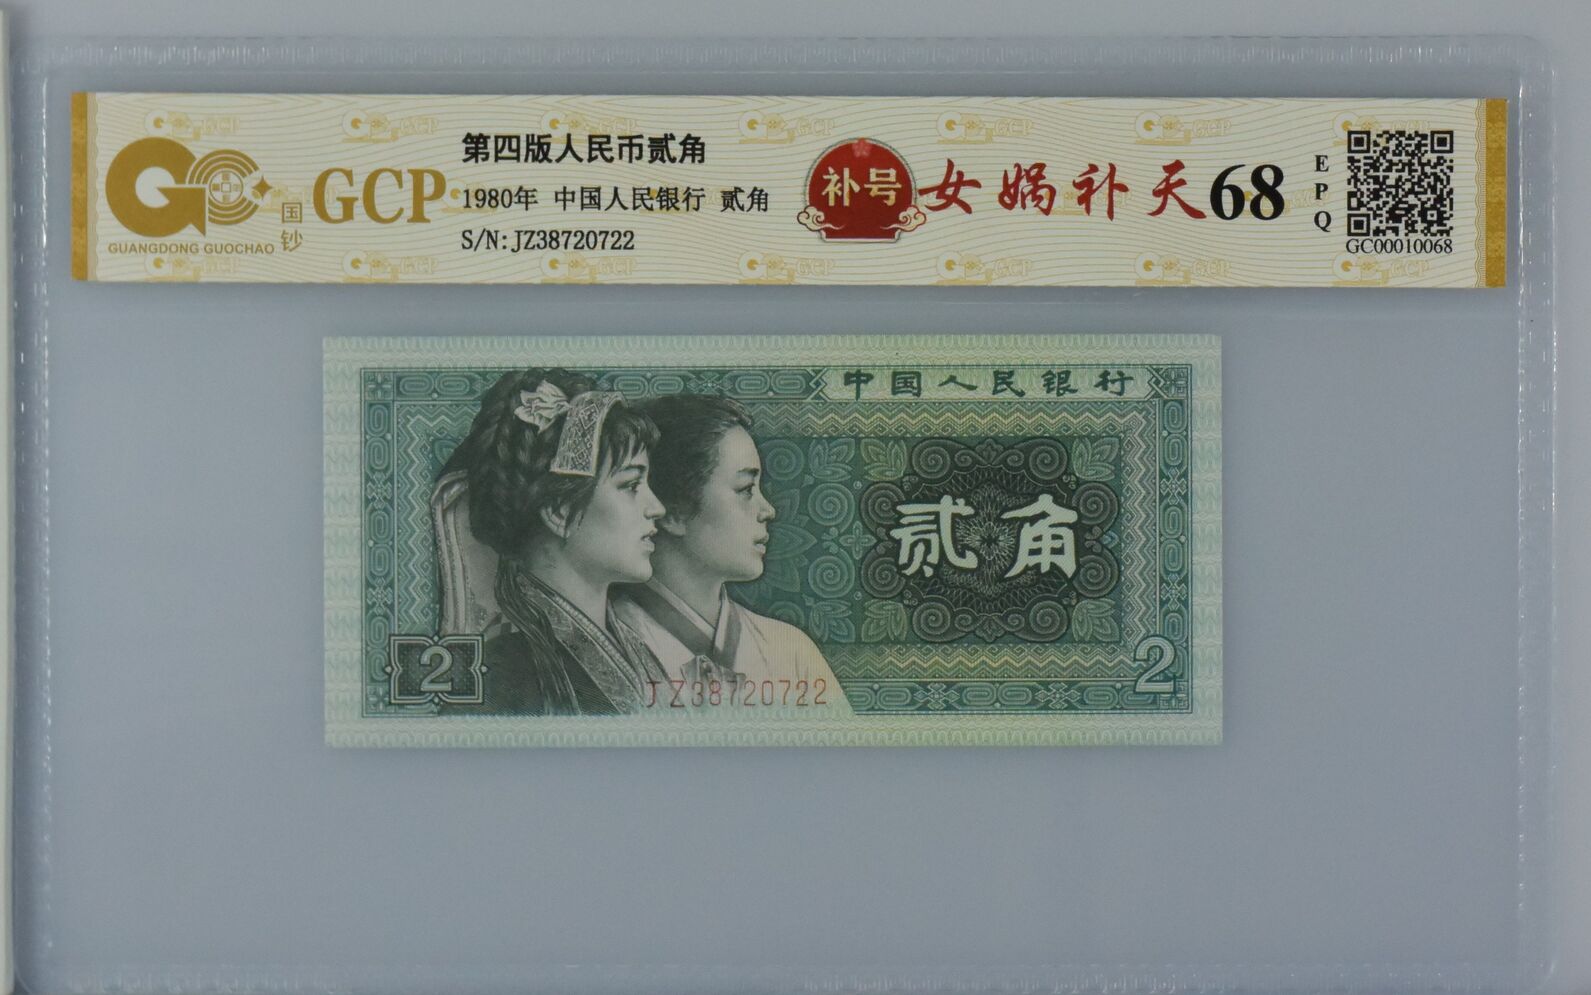 GUANGDONG GUOCHAO
国钞
GCP
第四版人民币贰角
1980年 中国人民银行 贰角
S/N: JZ38720722
补号
女娲补天
68
EPQ
GC00010068
中国人民银行
贰角
2
2
JZ38720722